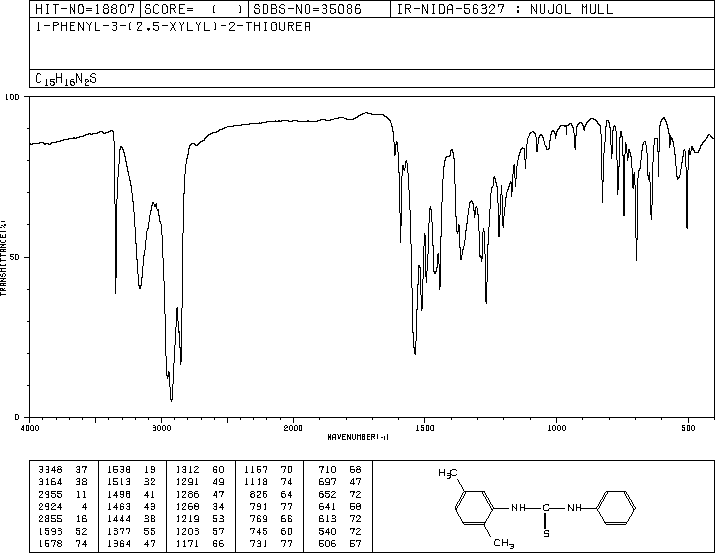 HIT-NO=18807 SCORE= ( ) SDBS-NO=35086 IR-NIDA-56327 : NUJOL MULL
1-PHENYL-3-(2,5-XYLYL)-2-THIOUREA
C15H16N2S
100
50
0
TRANSMITTANCE(%)
4000 3000 2000 1500 1000 500
WAVENUMBER(-1)
3348 37 1538 19 1312 60 1157 70 710 68
3164 38 1513 32 1291 49 1118 74 697 47
2955 11 1498 41 1286 47 826 64 652 72
2924 4 1463 43 1268 34 791 77 641 58
2855 16 1444 38 1219 53 769 66 613 72
1593 52 1377 55 1203 57 745 60 540 72
1578 74 1364 47 1171 66 731 77 506 57
H3C
NH C NH
S
CH3